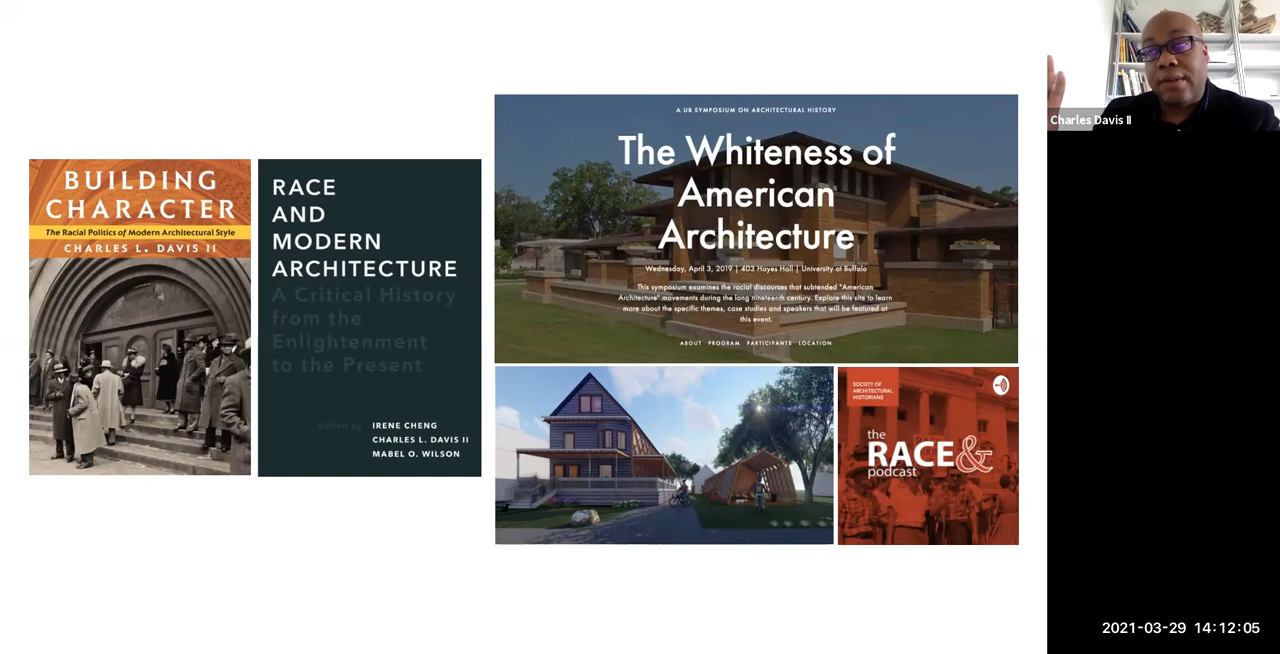 BUILDING
CHARACTER
The Racial Politics of Modern Architectural Style
CHARLES L. DAVIS II
RACE
AND
MODERN
ARCHITECTURE
A Critical History
from the
Enlightenment
to the Present
Edited by
IRENE CHENG
CHARLES L. DAVIS II
MABEL O. WILSON
A UB SYMPOSIUM ON ARCHITECTURAL HISTORY
The Whiteness of
American
Architecture
Wednesday, April 3, 2019 | 403 Hayes Hall | University at Buffalo
This symposium examines the racial discourses that subtended "American
Architecture" movements during the long nineteenth century. Explore this site to learn
more about the specific themes, case studies and speakers that will be featured at
this event.
ABOUT PROGRAM PARTICIPANTS LOCATION
SOCIETY OF
ARCHITECTURAL
HISTORIANS
the
RACE&
podcast
Charles Davis II
2021-03-29 14:12:05